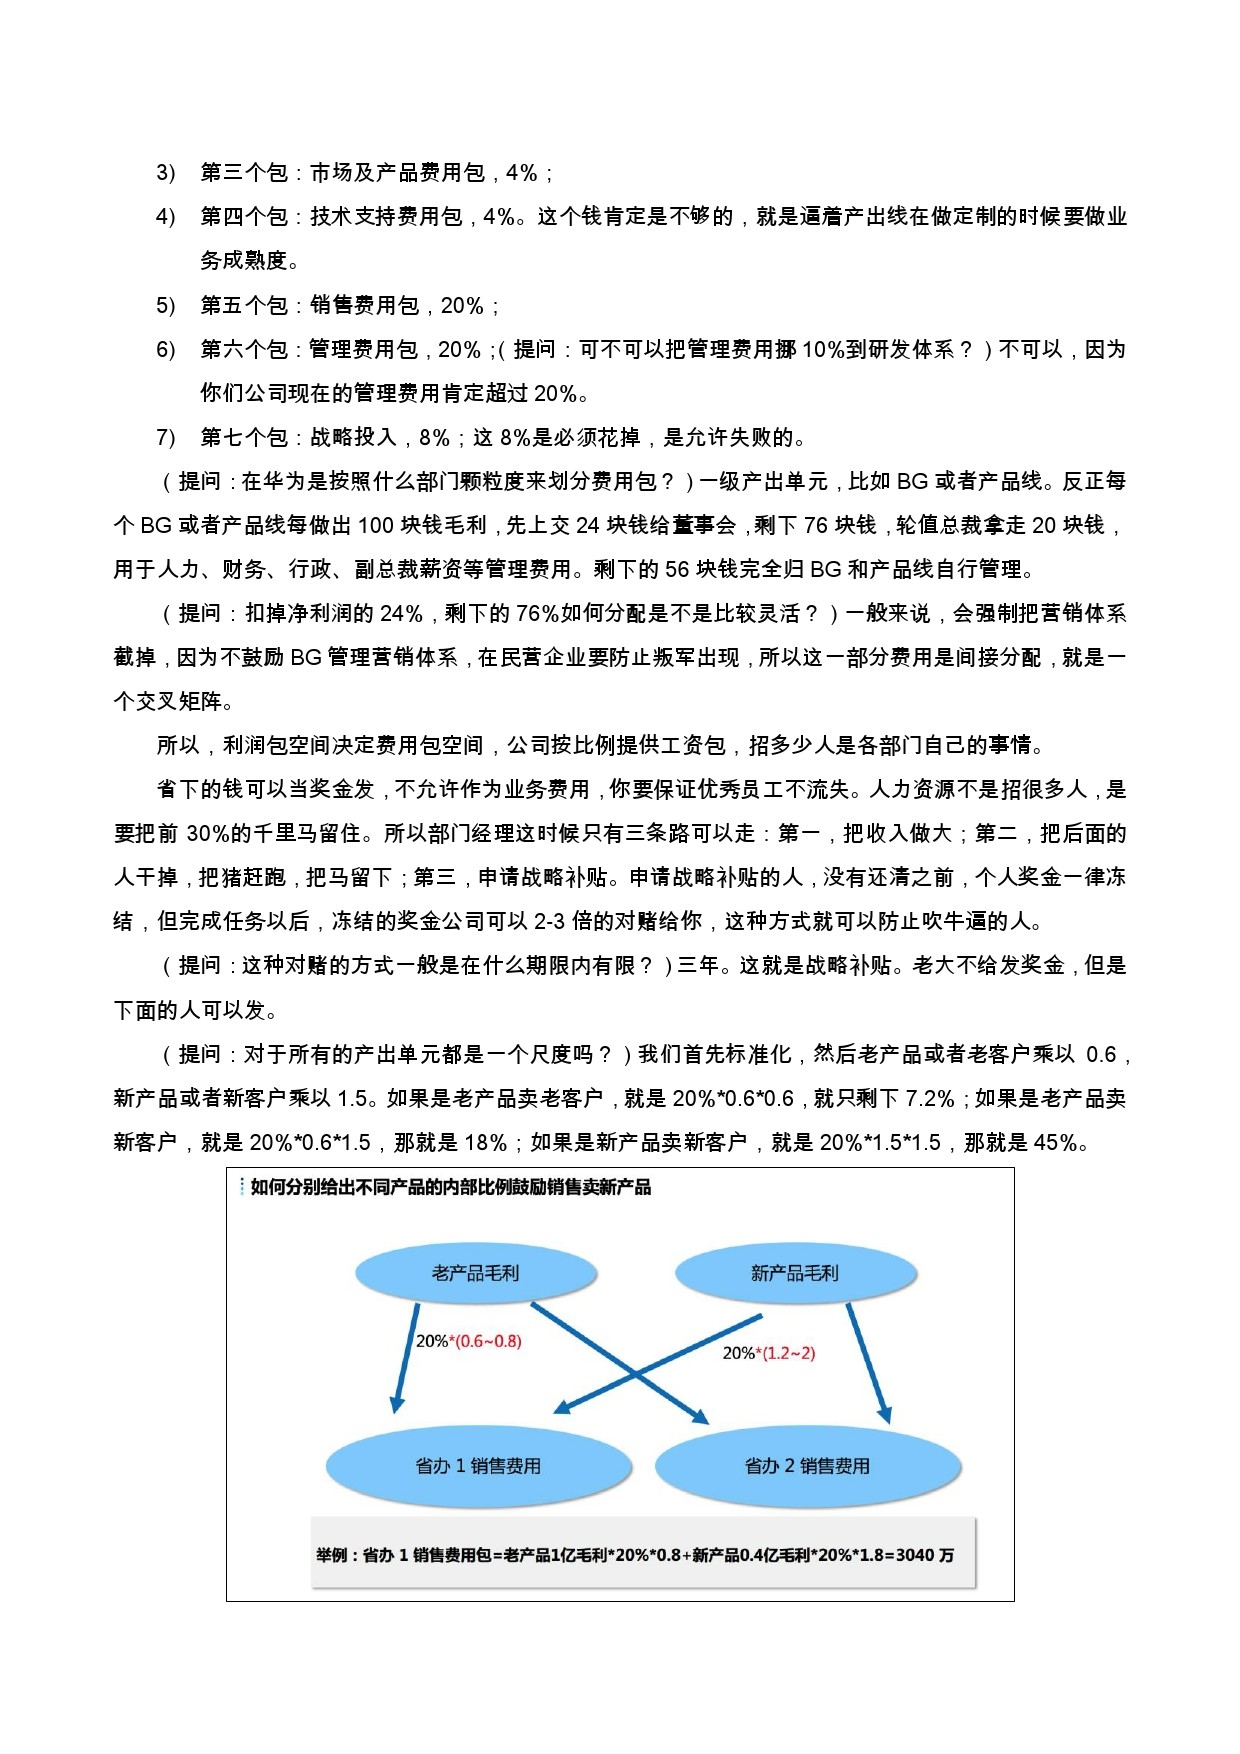 3) 第三个包：市场及产品费用包，4%；
4) 第四个包：技术支持费用包，4%。这个钱肯定是不够的，就是逼着产出线在做定制的时候要做业
务成熟度。
5) 第五个包：销售费用包，20%；
6) 第六个包：管理费用包，20%；（提问：可不可以把管理费用挪10%到研发体系？）不可以，因为
你们公司现在的管理费用肯定超过20%。
7) 第七个包：战略投入，8%；这8%是必须花掉，是允许失败的。
（提问：在华为是按照什么部门颗粒度来划分费用包？）一级产出单元，比如BG或者产品线。反正每
个BG或者产品线每做出100块钱毛利，先上交24块钱给董事会，剩下76块钱，轮值总裁拿走20块钱，
用于人力、财务、行政、副总裁薪资等管理费用。剩下的56块钱完全归BG和产品线自行管理。
（提问：扣掉净利润的24%，剩下的76%如何分配是不是比较灵活？）一般来说，会强制把营销体系
截掉，因为不鼓励BG管理营销体系，在民营企业要防止叛军出现，所以这一部分费用是间接分配，就是一
个交叉矩阵。
所以，利润包空间决定费用包空间，公司按比例提供工资包，招多少人是各部门自己的事情。
省下的钱可以当奖金发，不允许作为业务费用，你要保证优秀员工不流失。人力资源不是招很多人，是
要把前30%的千里马留住。所以部门经理这时候只有三条路可以走：第一，把收入做大；第二，把后面的
人干掉，把猪赶跑，把马留下；第三，申请战略补贴。申请战略补贴的人，没有还清之前，个人奖金一律冻
结，但完成任务以后，冻结的奖金公司可以2-3倍的对赌给你，这种方式就可以防止吹牛逼的人。
（提问：这种对赌的方式一般是在什么期限内有限？）三年。这就是战略补贴。老大不给发奖金，但是
下面的人可以发。
（提问：对于所有的产出单元都是一个尺度吗？）我们首先标准化，然后老产品或者老客户乘以0.6，
新产品或者新客户乘以1.5。如果是老产品卖老客户，就是20%*0.6*0.6，就只剩下7.2%；如果是老产品卖
新客户，就是20%*0.6*1.5，那就是18%；如果是新产品卖新客户，就是20%*1.5*1.5，那就是45%。
如何分别给出不同产品的内部比例鼓励销售卖新产品
老产品毛利
新产品毛利
20%*(0.6~0.8)
20%*(1.2~2)
省办 1 销售费用
省办 2 销售费用
举例：省办 1 销售费用包=老产品1亿毛利*20%*0.8+新产品0.4亿毛利*20%*1.8=3040 万